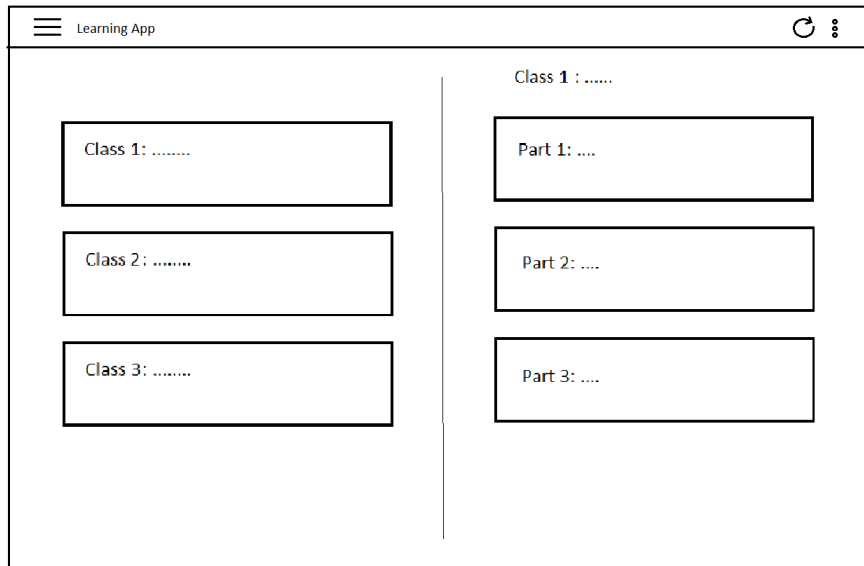 Learning App
Class 1: ........
Class 2: ........
Class 3: ........
Class 1 : ......
Part 1: ....
Part 2: ....
Part 3: ....